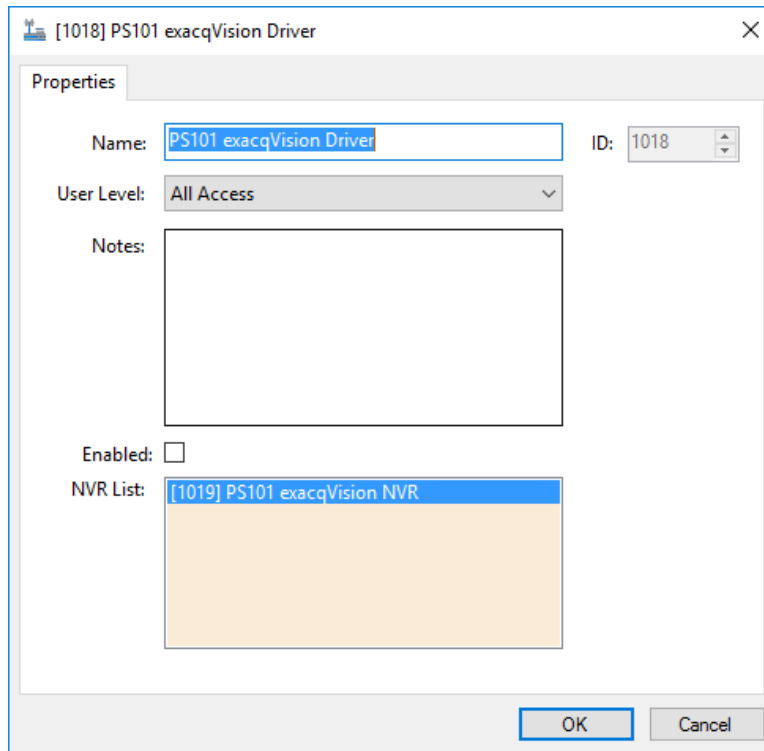 [1018] PS101 exacqVision Driver
Properties
Name: PS101 exacqVision Driver ID: 1018
User Level: All Access
Notes:
Enabled:
NVR List: [1019] PS101 exacqVision NVR
OK Cancel